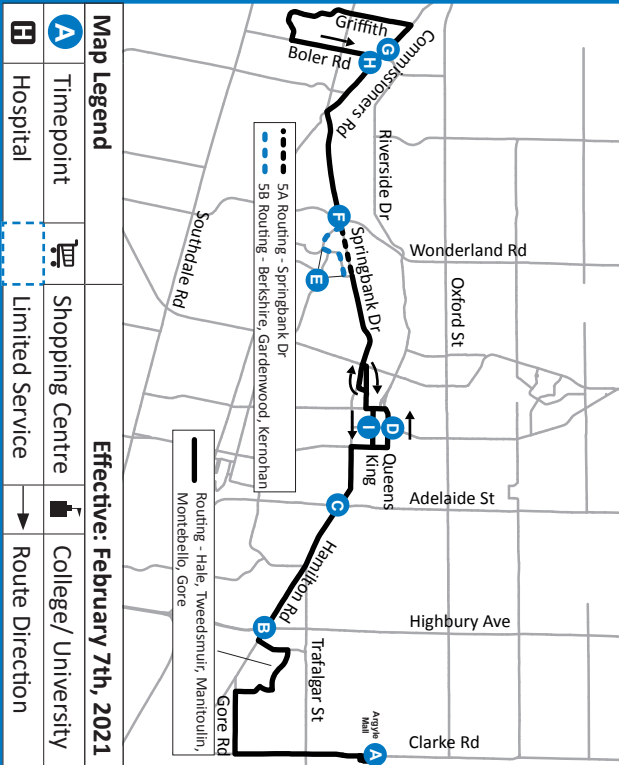 Griffith
Boler Rd
Commissioners Rd
G
H
Riverside Dr
Wonderland Rd
Oxford St
F
Springbank Dr
E
Southdale Rd
5A Routing - Springbank Dr
5B Routing - Berkshire, Gardenwood, Kernohan
D
I
Queens
King
Adelaide St
C
Hamilton Rd
Highbury Ave
B
Trafalgar St
Gore Rd
Clarke Rd
Argyle
Mall
A
Routing - Hale, Tweedsmuir, Manitoulin,
Montebello, Gore
Map Legend
Effective: February 7th, 2021
A Timepoint
Shopping Centre
College/ University
H Hospital
Limited Service
Route Direction